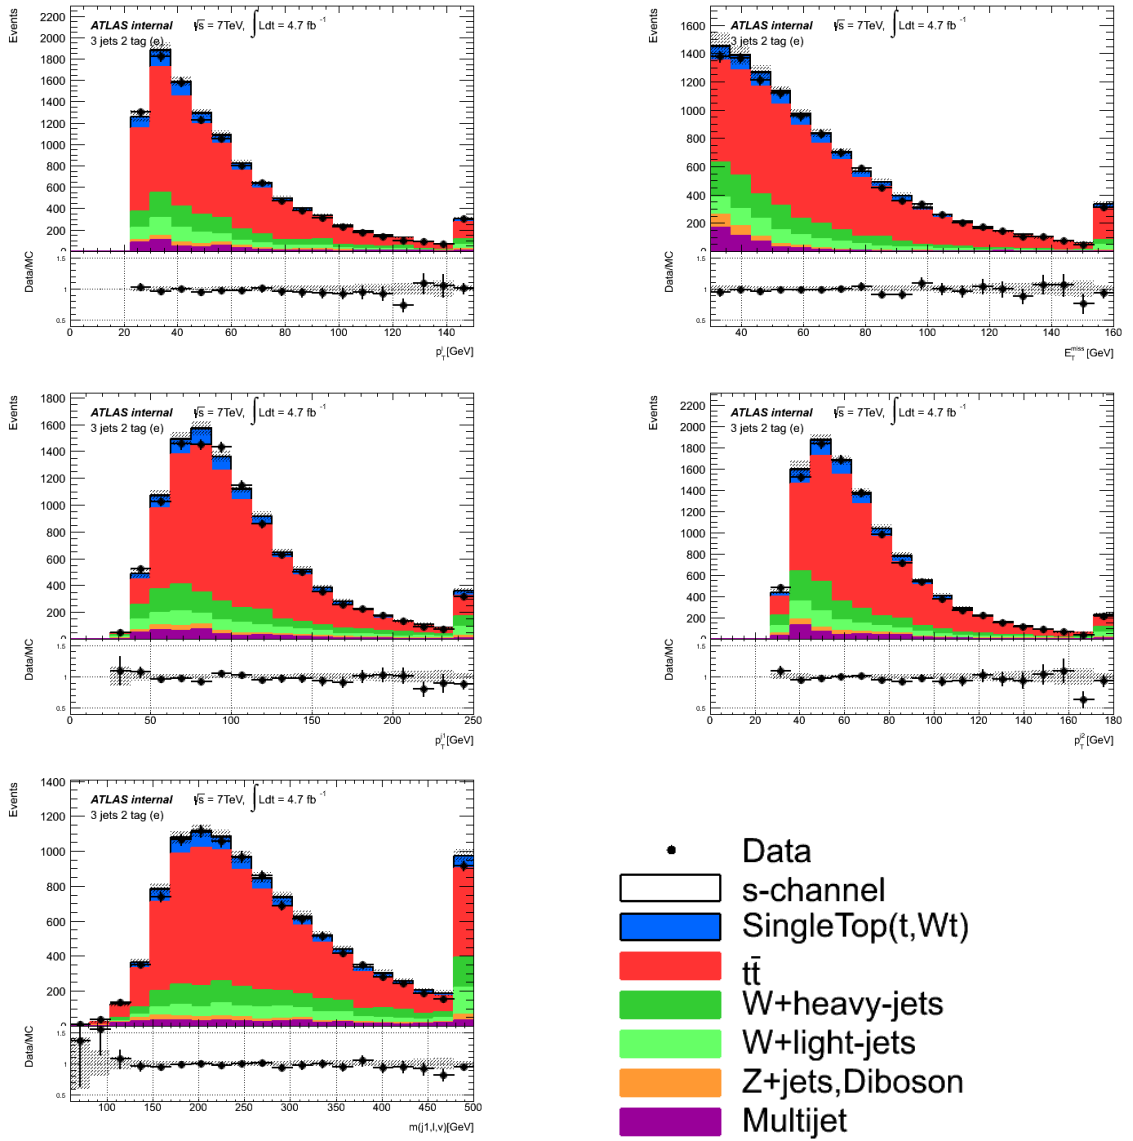 Events
2200
2000
1800
1600
1400
1200
1000
800
600
400
200
ATLAS internal √s = 7TeV, ∫ Ldt = 4.7 fb⁻¹
3 jets 2 tag (e)
Data/MC
1.5
1
0.5
0 20 40 60 80 100 120 140
p_T^l [GeV]
Events
1600
1400
1200
1000
800
600
400
200
ATLAS internal √s = 7TeV, ∫ Ldt = 4.7 fb⁻¹
3 jets 2 tag (e)
Data/MC
1.5
1
0.5
40 60 80 100 120 140 160
E_T^miss [GeV]
Events
1800
1600
1400
1200
1000
800
600
400
200
ATLAS internal √s = 7TeV, ∫ Ldt = 4.7 fb⁻¹
3 jets 2 tag (e)
Data/MC
1.5
1
0.5
0 50 100 150 200 250
p_T^j1 [GeV]
Events
2200
2000
1800
1600
1400
1200
1000
800
600
400
200
ATLAS internal √s = 7TeV, ∫ Ldt = 4.7 fb⁻¹
3 jets 2 tag (e)
Data/MC
1.5
1
0.5
0 20 40 60 80 100 120 140 160 180
p_T^j2 [GeV]
Events
1400
1200
1000
800
600
400
200
ATLAS internal √s = 7TeV, ∫ Ldt = 4.7 fb⁻¹
3 jets 2 tag (e)
Data/MC
1.5
1
0.5
100 150 200 250 300 350 400 450 500
m(j1,l,ν)[GeV]
Data
s-channel
SingleTop(t,Wt)
tt̄
W+heavy-jets
W+light-jets
Z+jets,Diboson
Multijet